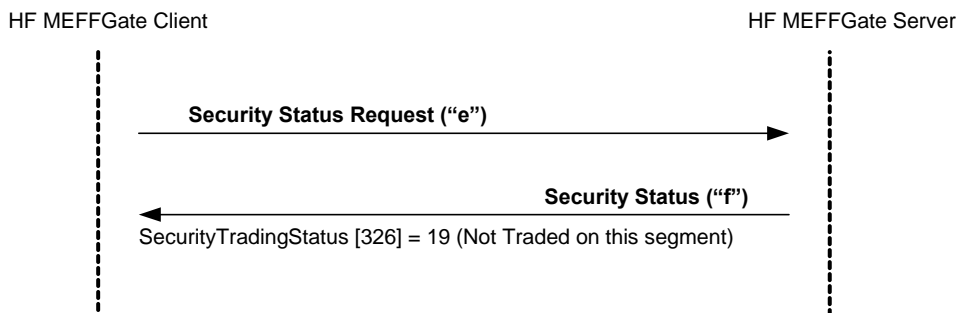 HF MEFFGate Client
HF MEFFGate Server
Security Status Request (“e”)
Security Status (“f”)
SecurityTradingStatus [326] = 19 (Not Traded on this segment)